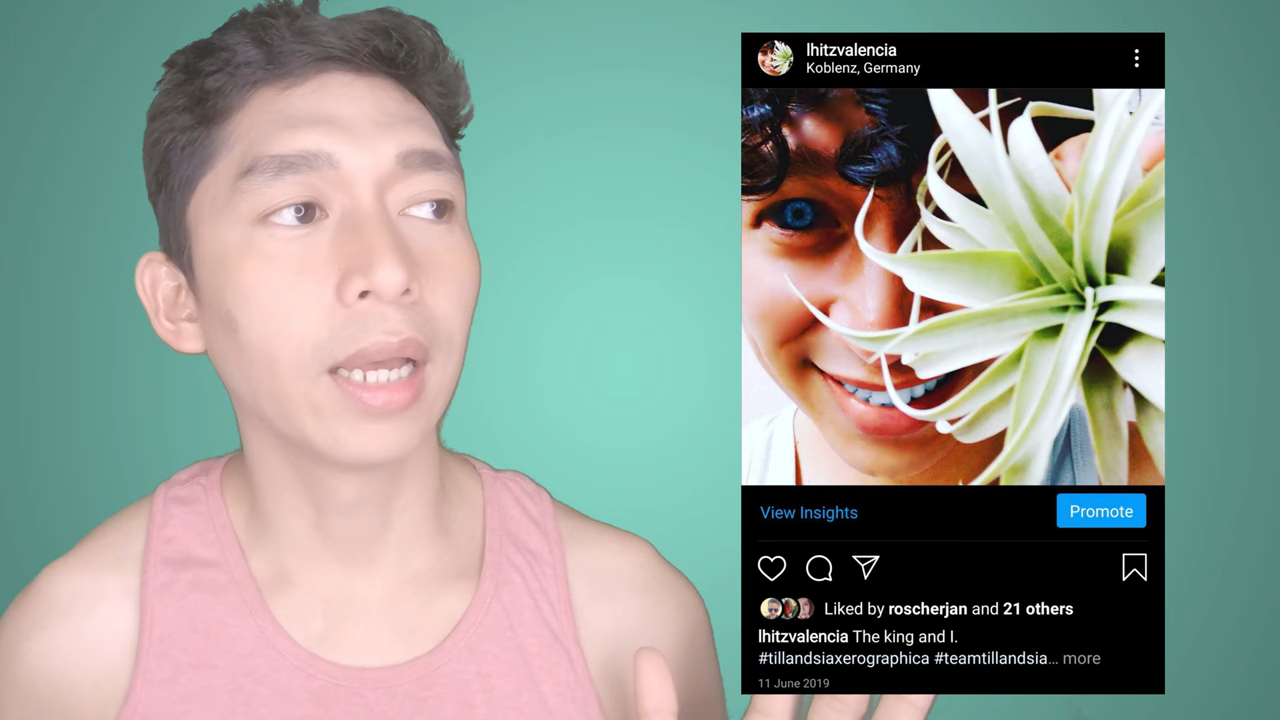 lhitzvalencia
Koblenz, Germany
View Insights
Promote
Liked by roscherjan and 21 others
lhitzvalencia The king and I.
#tillandsiaxerographica #teamtillandsia... more
11 June 2019